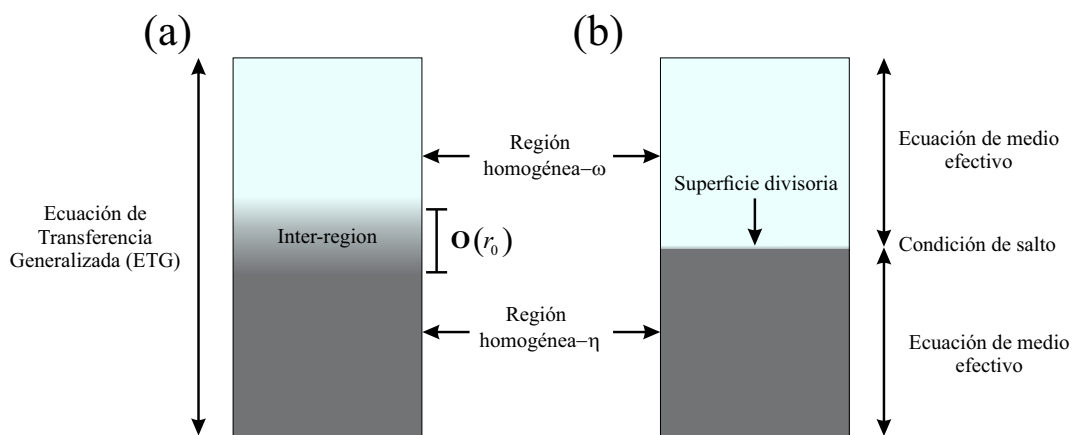 (a)
(b)
Ecuación de
Transferencia
Generalizada (ETG)
Inter-region
O(r₀)
Región
homogénea–ω
Región
homogénea–η
Superficie divisoria
Ecuación de medio
efectivo
Condición de salto
Ecuación de medio
efectivo